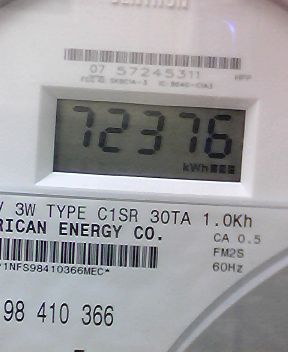 07 57245311
72376
kWh
V 3W TYPE C1SR 30TA 1.0Kh
RICAN ENERGY CO.
CA 0.5
FM2S
60Hz
*1NFS98410366MEC*
98 410 366